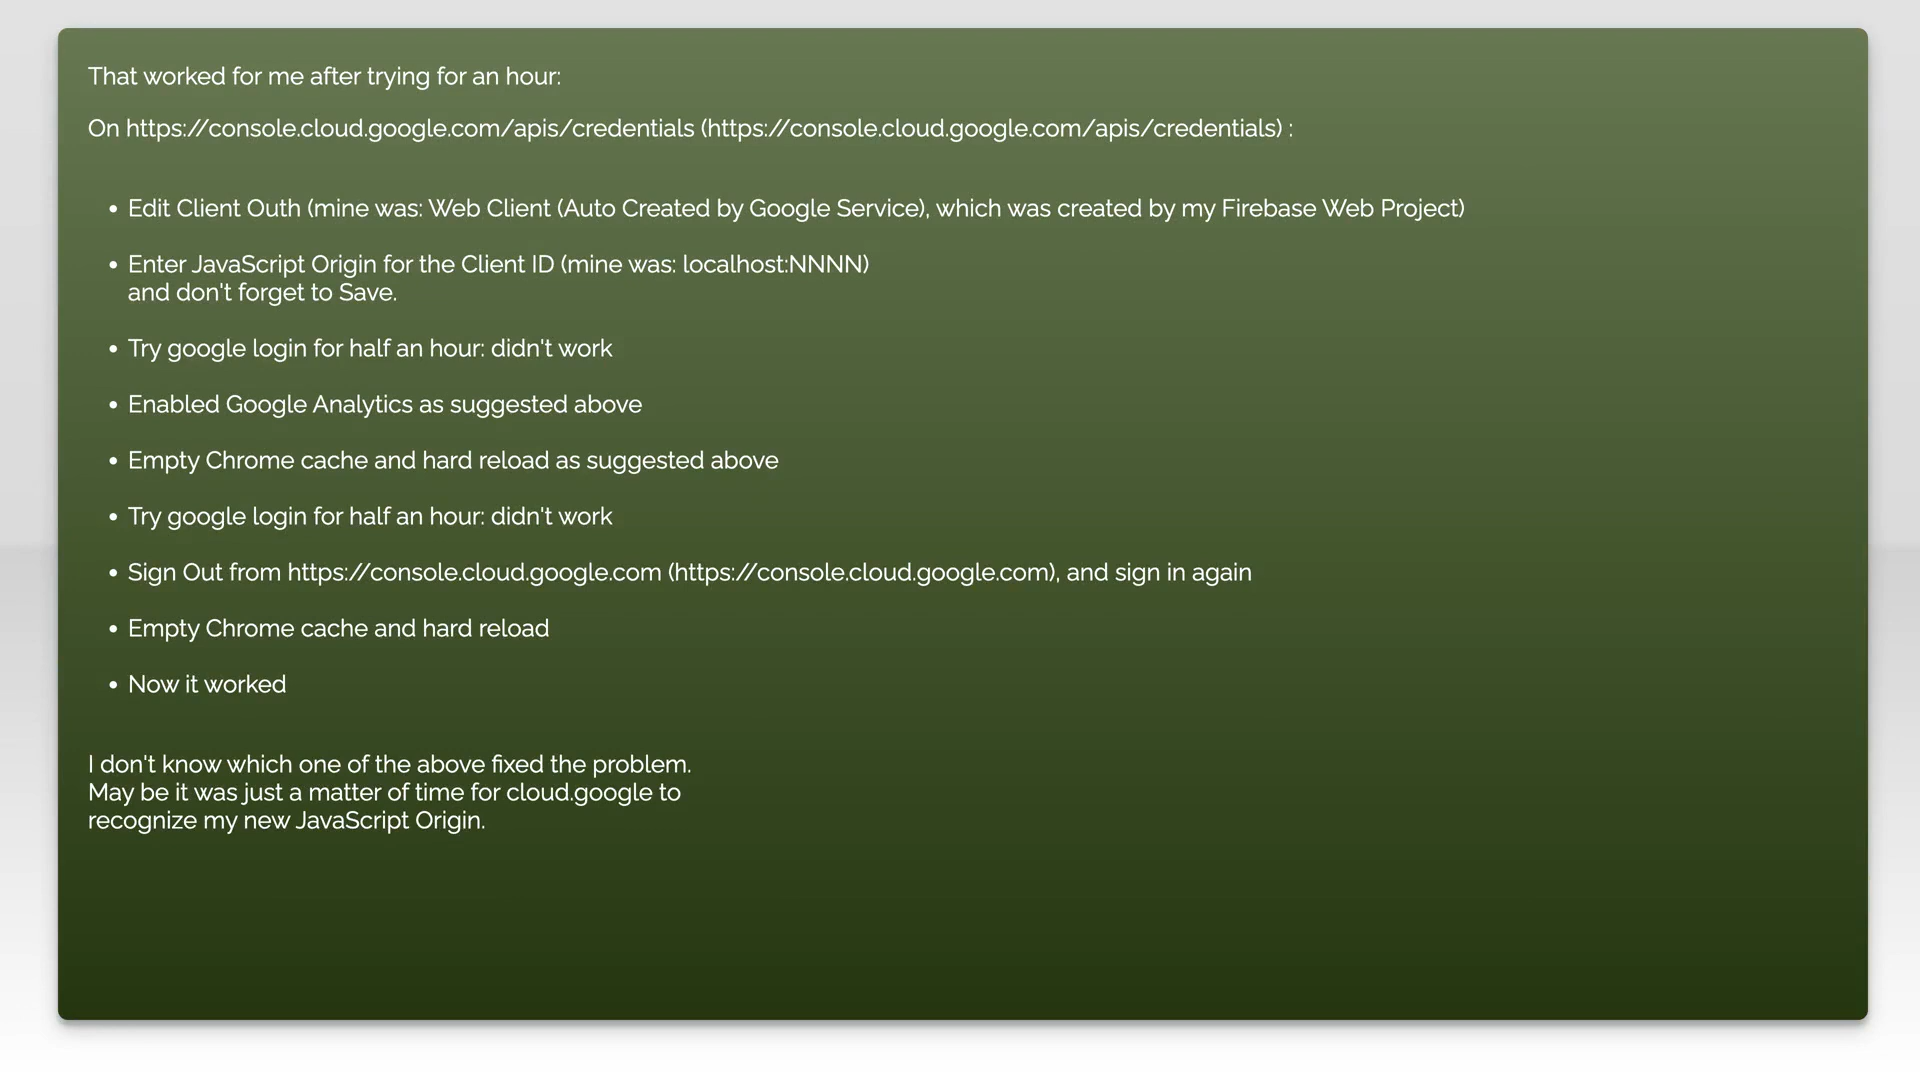 That worked for me after trying for an hour:
On https://console.cloud.google.com/apis/credentials (https://console.cloud.google.com/apis/credentials) :
• Edit Client Outh (mine was: Web Client (Auto Created by Google Service), which was created by my Firebase Web Project)
• Enter JavaScript Origin for the Client ID (mine was: localhost:NNNN)
and don't forget to Save.
• Try google login for half an hour: didn't work
• Enabled Google Analytics as suggested above
• Empty Chrome cache and hard reload as suggested above
• Try google login for half an hour: didn't work
• Sign Out from https://console.cloud.google.com (https://console.cloud.google.com), and sign in again
• Empty Chrome cache and hard reload
• Now it worked
I don't know which one of the above fixed the problem.
May be it was just a matter of time for cloud.google to
recognize my new JavaScript Origin.